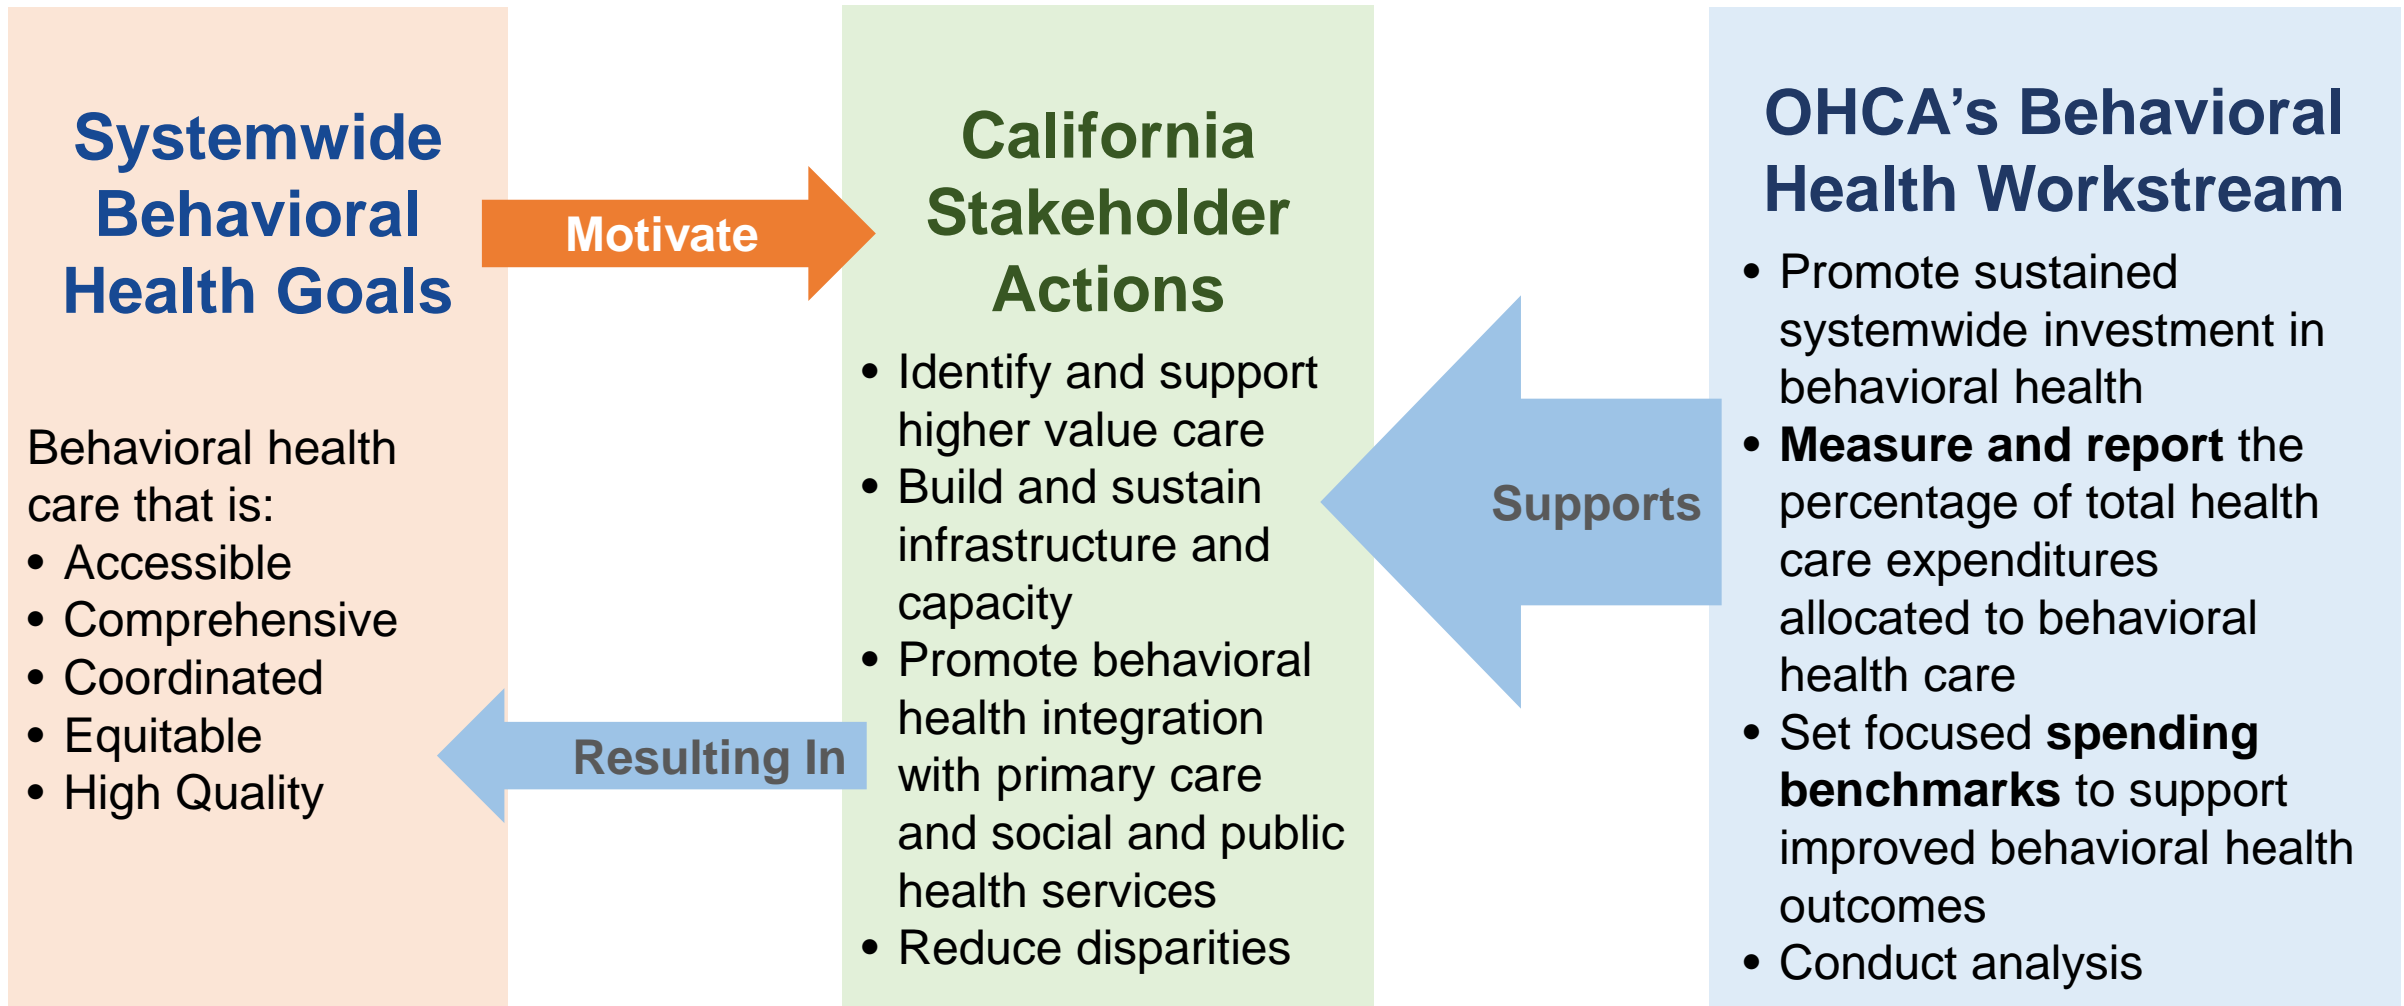 Systemwide
Behavioral
Health Goals
Behavioral health
care that is:
• Accessible
• Comprehensive
• Coordinated
• Equitable
• High Quality
Motivate
Resulting In
California
Stakeholder
Actions
• Identify and support
higher value care
• Build and sustain
infrastructure and
capacity
• Promote behavioral
health integration
with primary care
and social and public
health services
• Reduce disparities
Supports
OHCA’s Behavioral
Health Workstream
• Promote sustained
systemwide investment in
behavioral health
• Measure and report the
percentage of total health
care expenditures
allocated to behavioral
health care
• Set focused spending
benchmarks to support
improved behavioral health
outcomes
• Conduct analysis